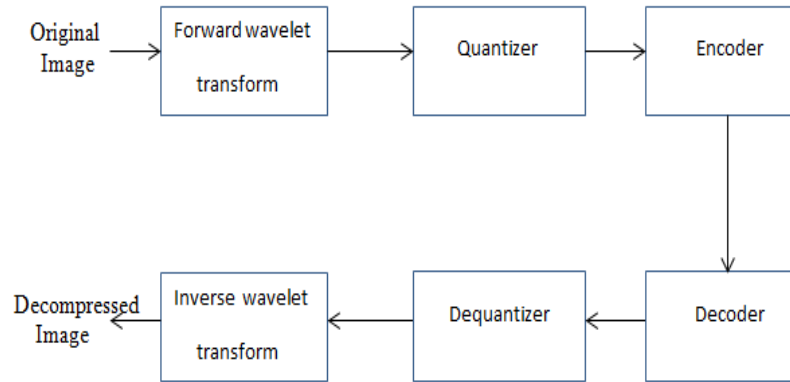 Original
Image
Forward wavelet
transform
Quantizer
Encoder
Decompressed
Image
Inverse wavelet
transform
Dequantizer
Decoder